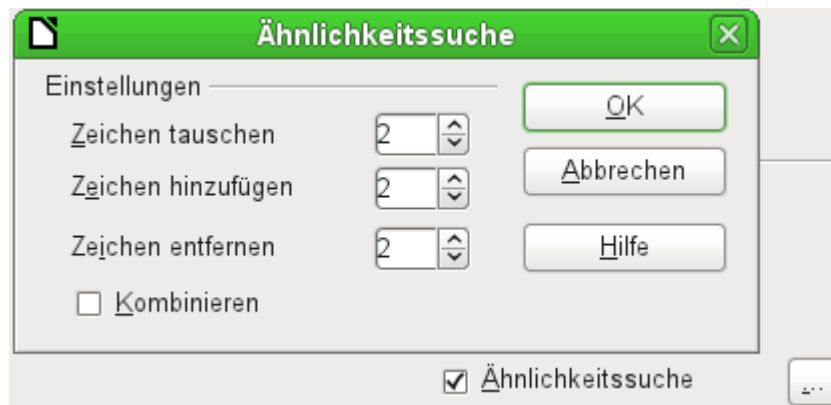 Ähnlichkeitssuche
Einstellungen
OK
Zeichen tauschen 2
Abbrechen
Zeichen hinzufügen 2
Zeichen entfernen 2
Hilfe
Kombinieren
Ähnlichkeitssuche ...